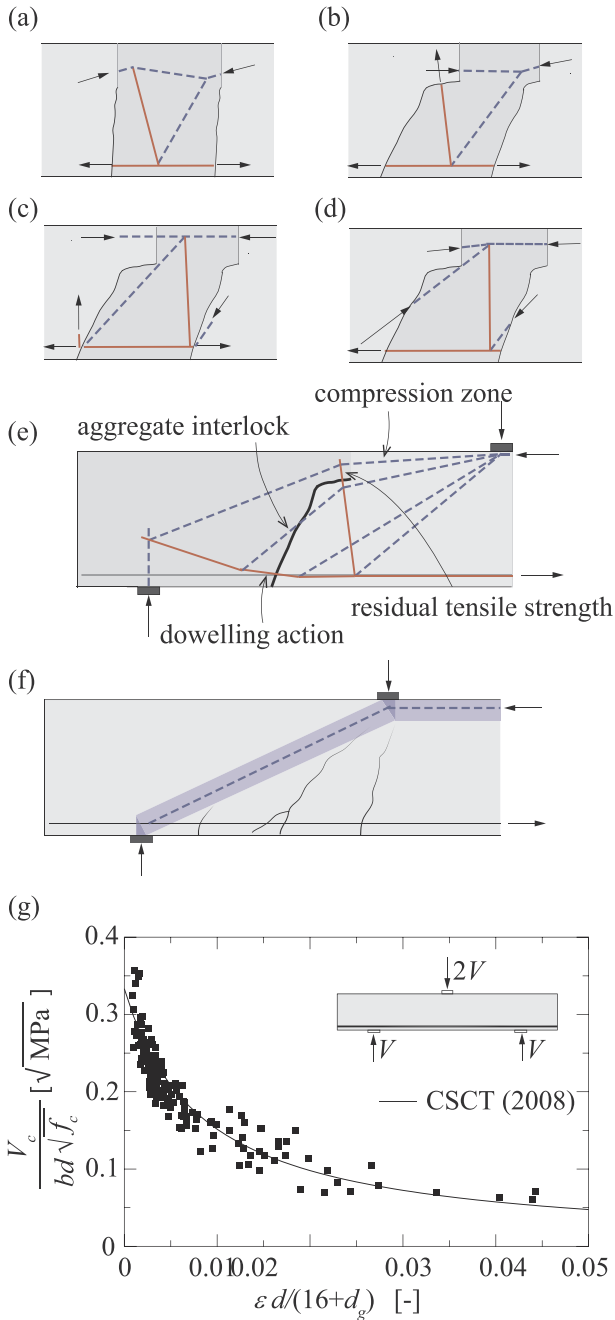 (a)
(b)
(c)
(d)
(e)
compression zone
aggregate interlock
residual tensile strength
dowelling action
(f)
(g)
0.4
0.3
0.2
0.1
0
V_c / bd√f_c [√MPa]
2V
V V
CSCT (2008)
0 0.01 0.02 0.03 0.04 0.05
ε d/(16+d_g) [-]